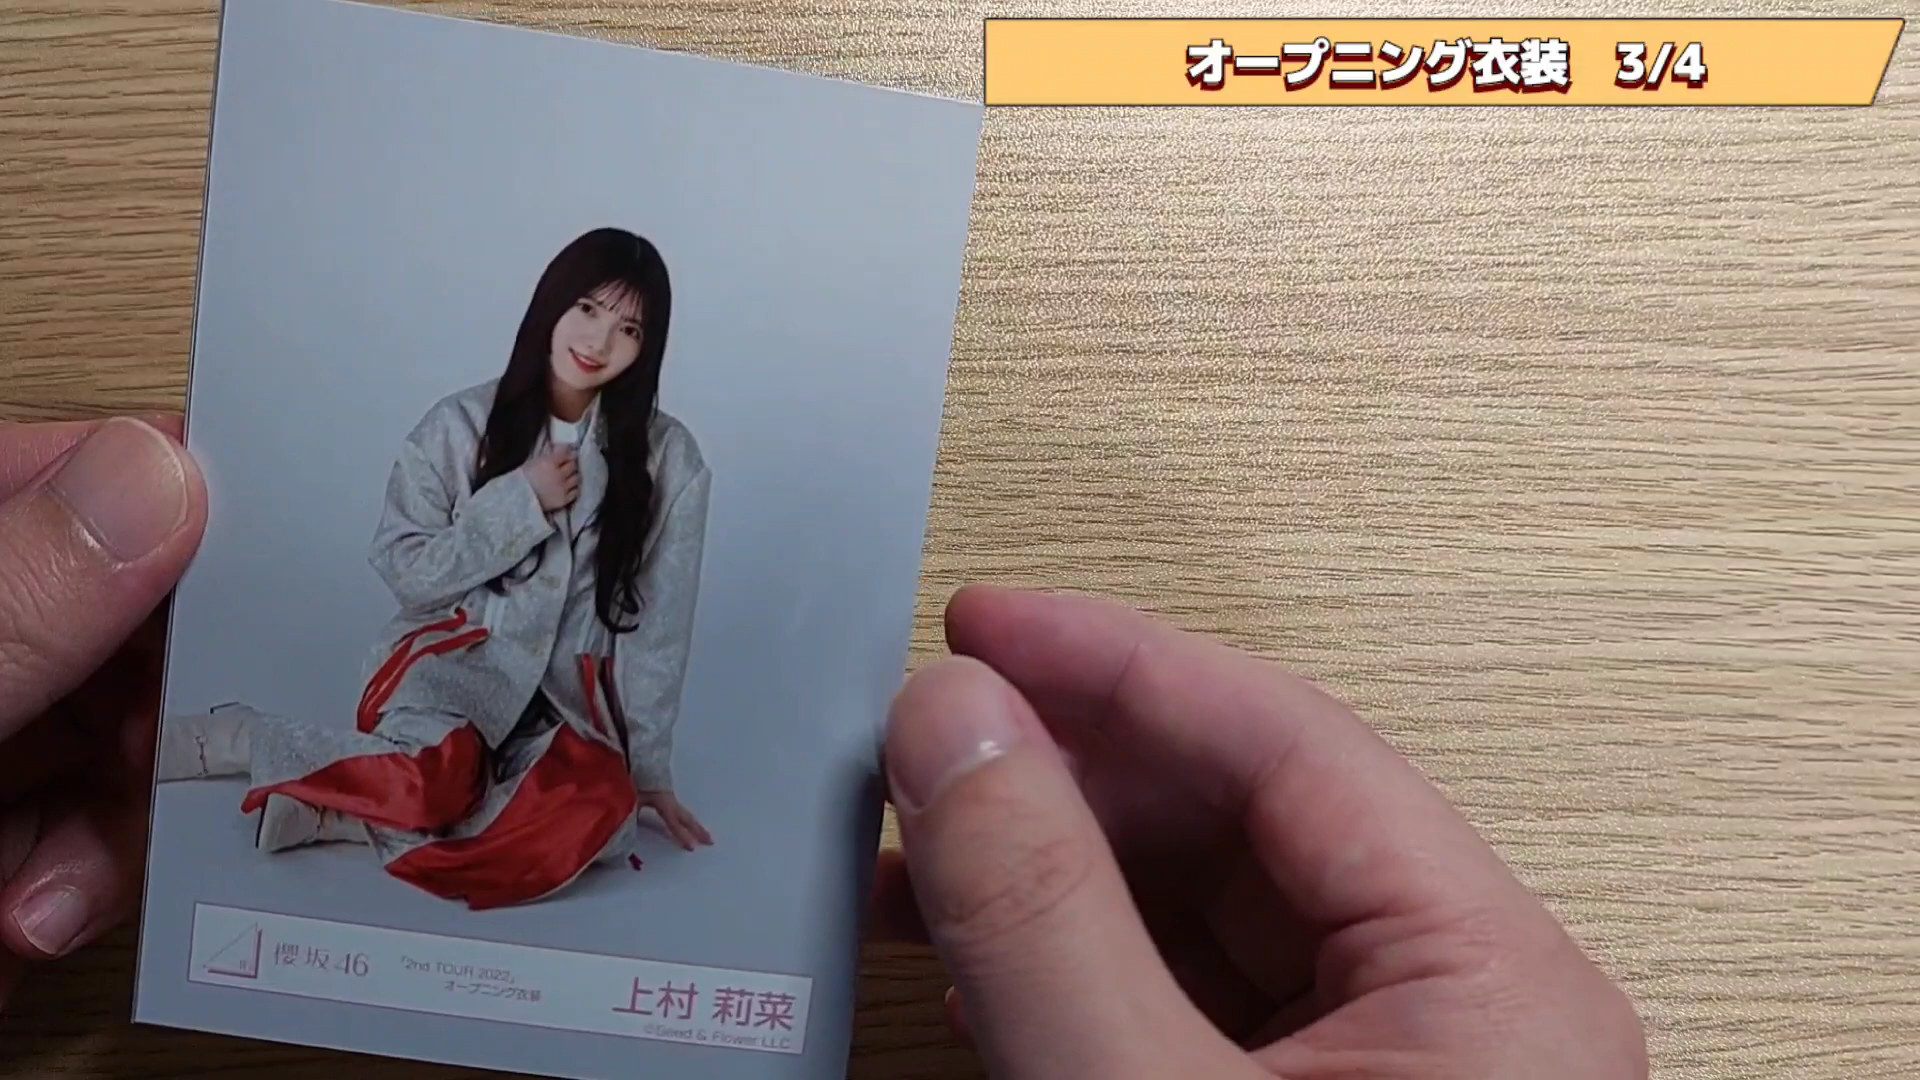 オープニング衣装 3/4
櫻坂46
『2nd TOUR 2022』
オープニング衣装
上村 莉菜
©Seed & Flower LLC